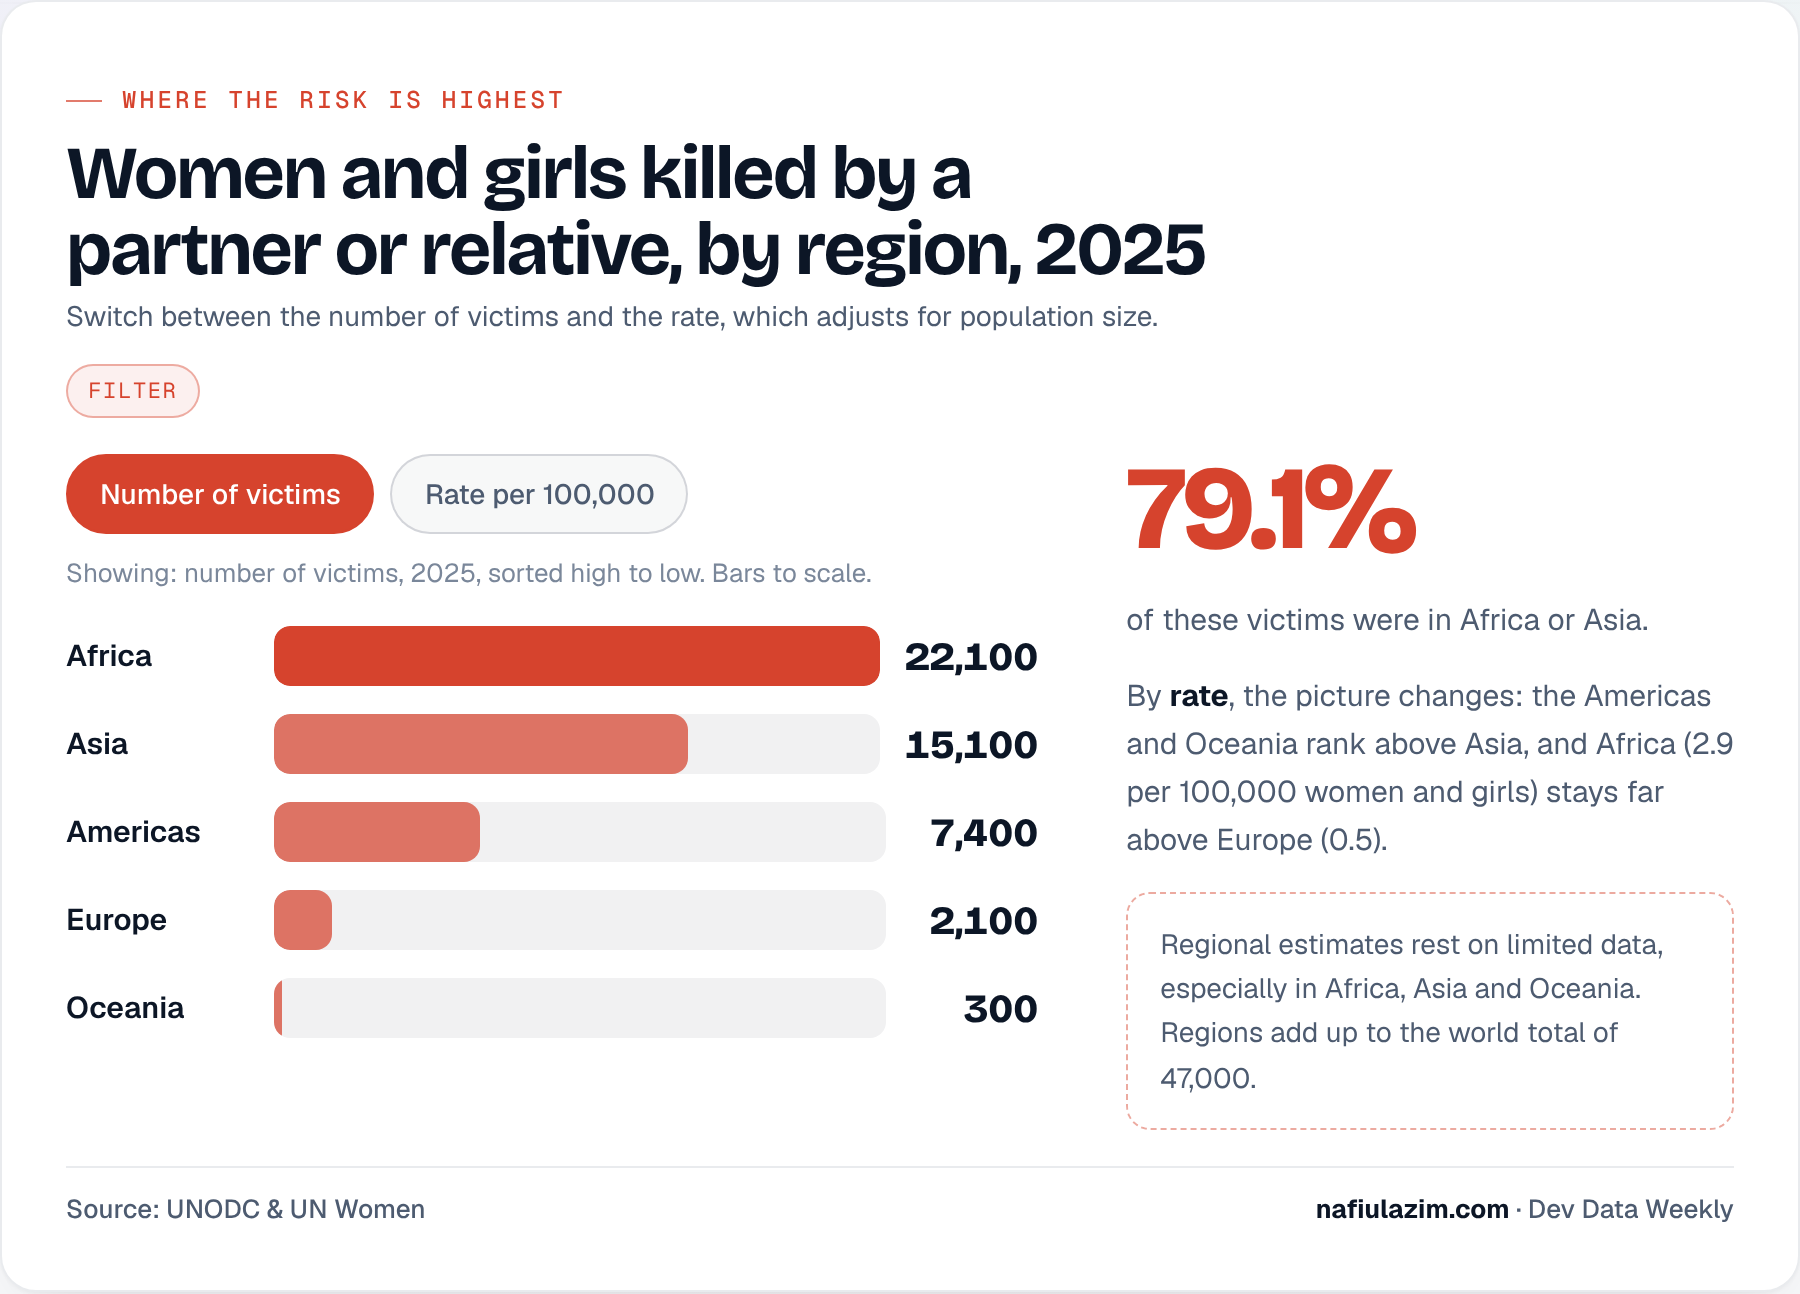 WHERE THE RISK IS HIGHEST
Women and girls killed by a
partner or relative, by region, 2025
Switch between the number of victims and the rate, which adjusts for population size.
FILTER
Number of victims
Rate per 100,000
Showing: number of victims, 2025, sorted high to low. Bars to scale.
Africa 22,100
Asia 15,100
Americas 7,400
Europe 2,100
Oceania 300
79.1%
of these victims were in Africa or Asia.
By rate, the picture changes: the Americas
and Oceania rank above Asia, and Africa (2.9
per 100,000 women and girls) stays far
above Europe (0.5).
Regional estimates rest on limited data,
especially in Africa, Asia and Oceania.
Regions add up to the world total of
47,000.
Source: UNODC & UN Women
nafiulazim.com · Dev Data Weekly